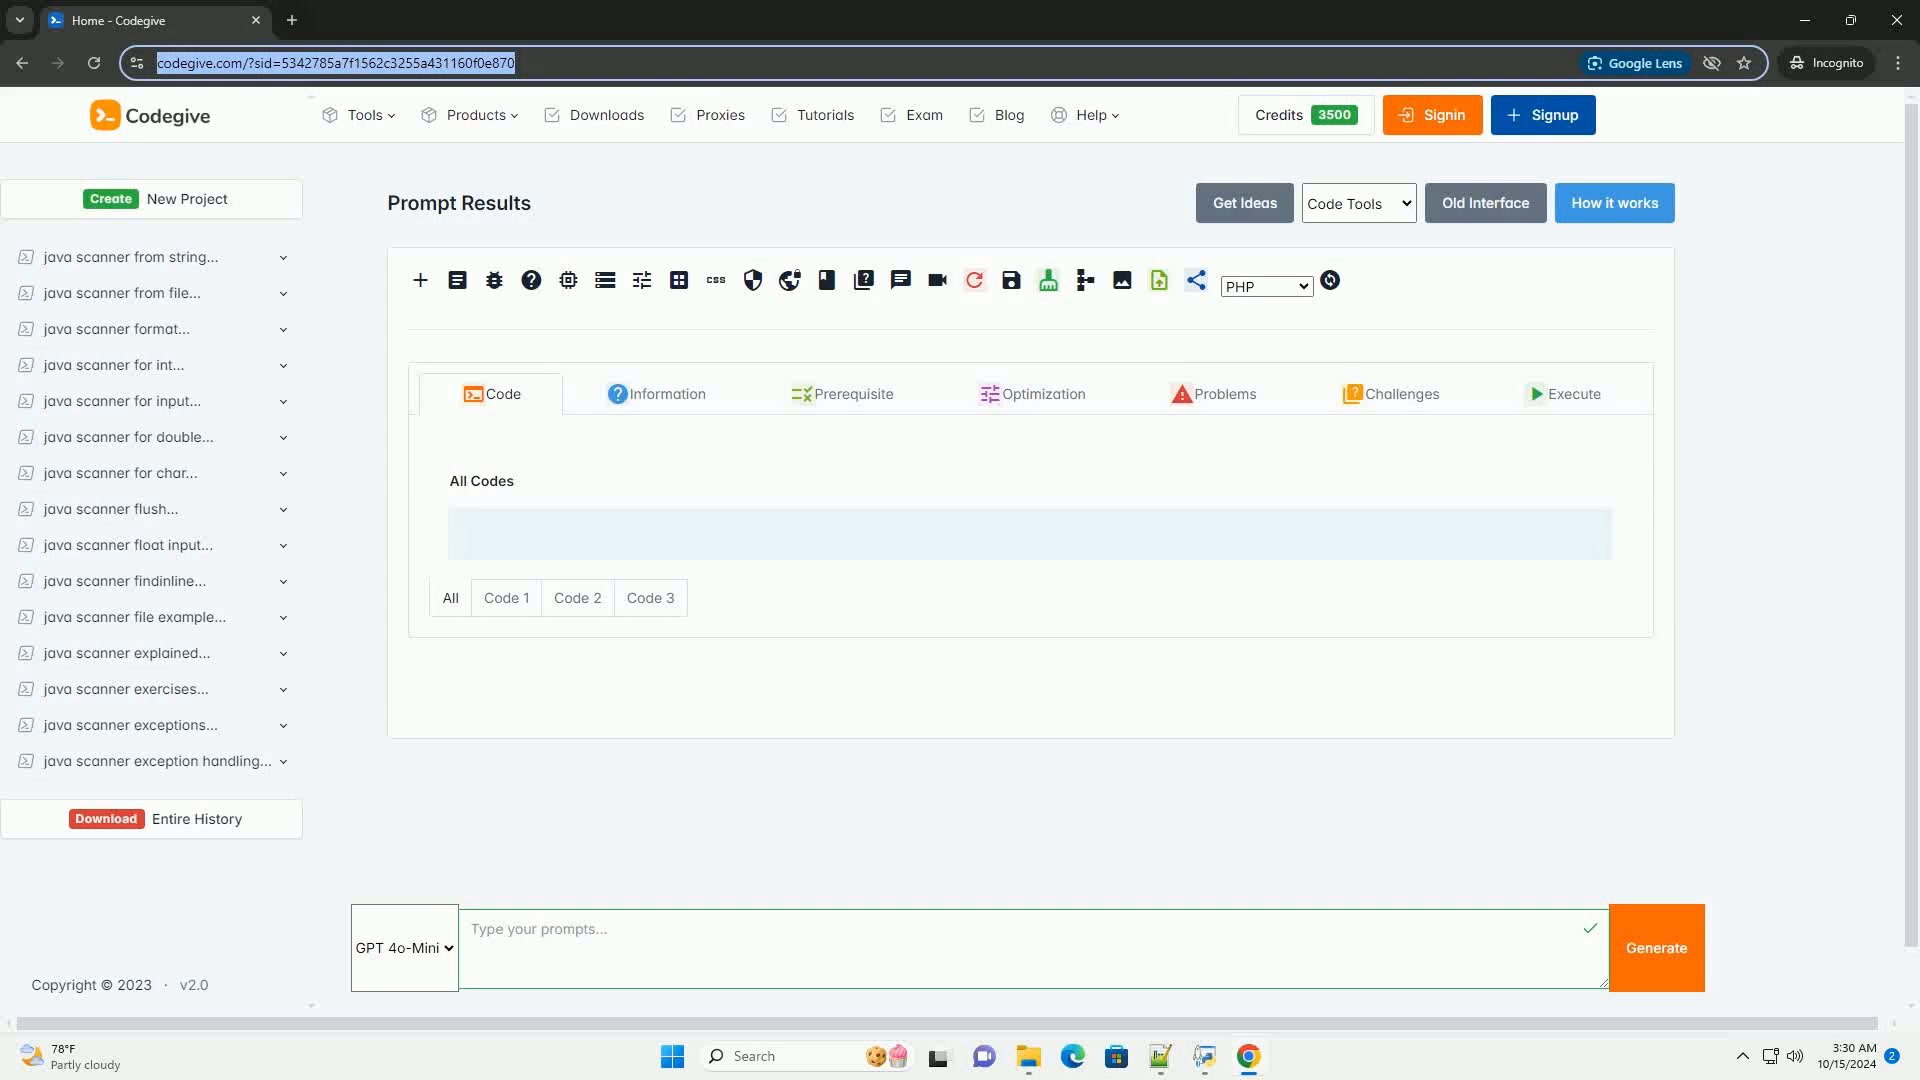 Home - Codegive
codegive.com/?sid=5342785a7f1562c3255a431160f0e870
Google Lens
Incognito
Codegive
Tools
Products
Downloads
Proxies
Tutorials
Exam
Blog
Help
Credits 3500
Signin
Signup
Create New Project
java scanner from string...
java scanner from file...
java scanner format...
java scanner for int...
java scanner for input...
java scanner for double...
java scanner for char...
java scanner flush...
java scanner float input...
java scanner findinline...
java scanner file example...
java scanner explained...
java scanner exercises...
java scanner exceptions...
java scanner exception handling...
Download Entire History
Copyright © 2023 · v2.0
Prompt Results
Get Ideas
Code Tools
Old Interface
How it works
css
PHP
Code
Information
Prerequisite
Optimization
Problems
Challenges
Execute
All Codes
All
Code 1
Code 2
Code 3
GPT 4o-Mini
Type your prompts...
Generate
78°F
Partly cloudy
Search
3:30 AM
10/15/2024
2